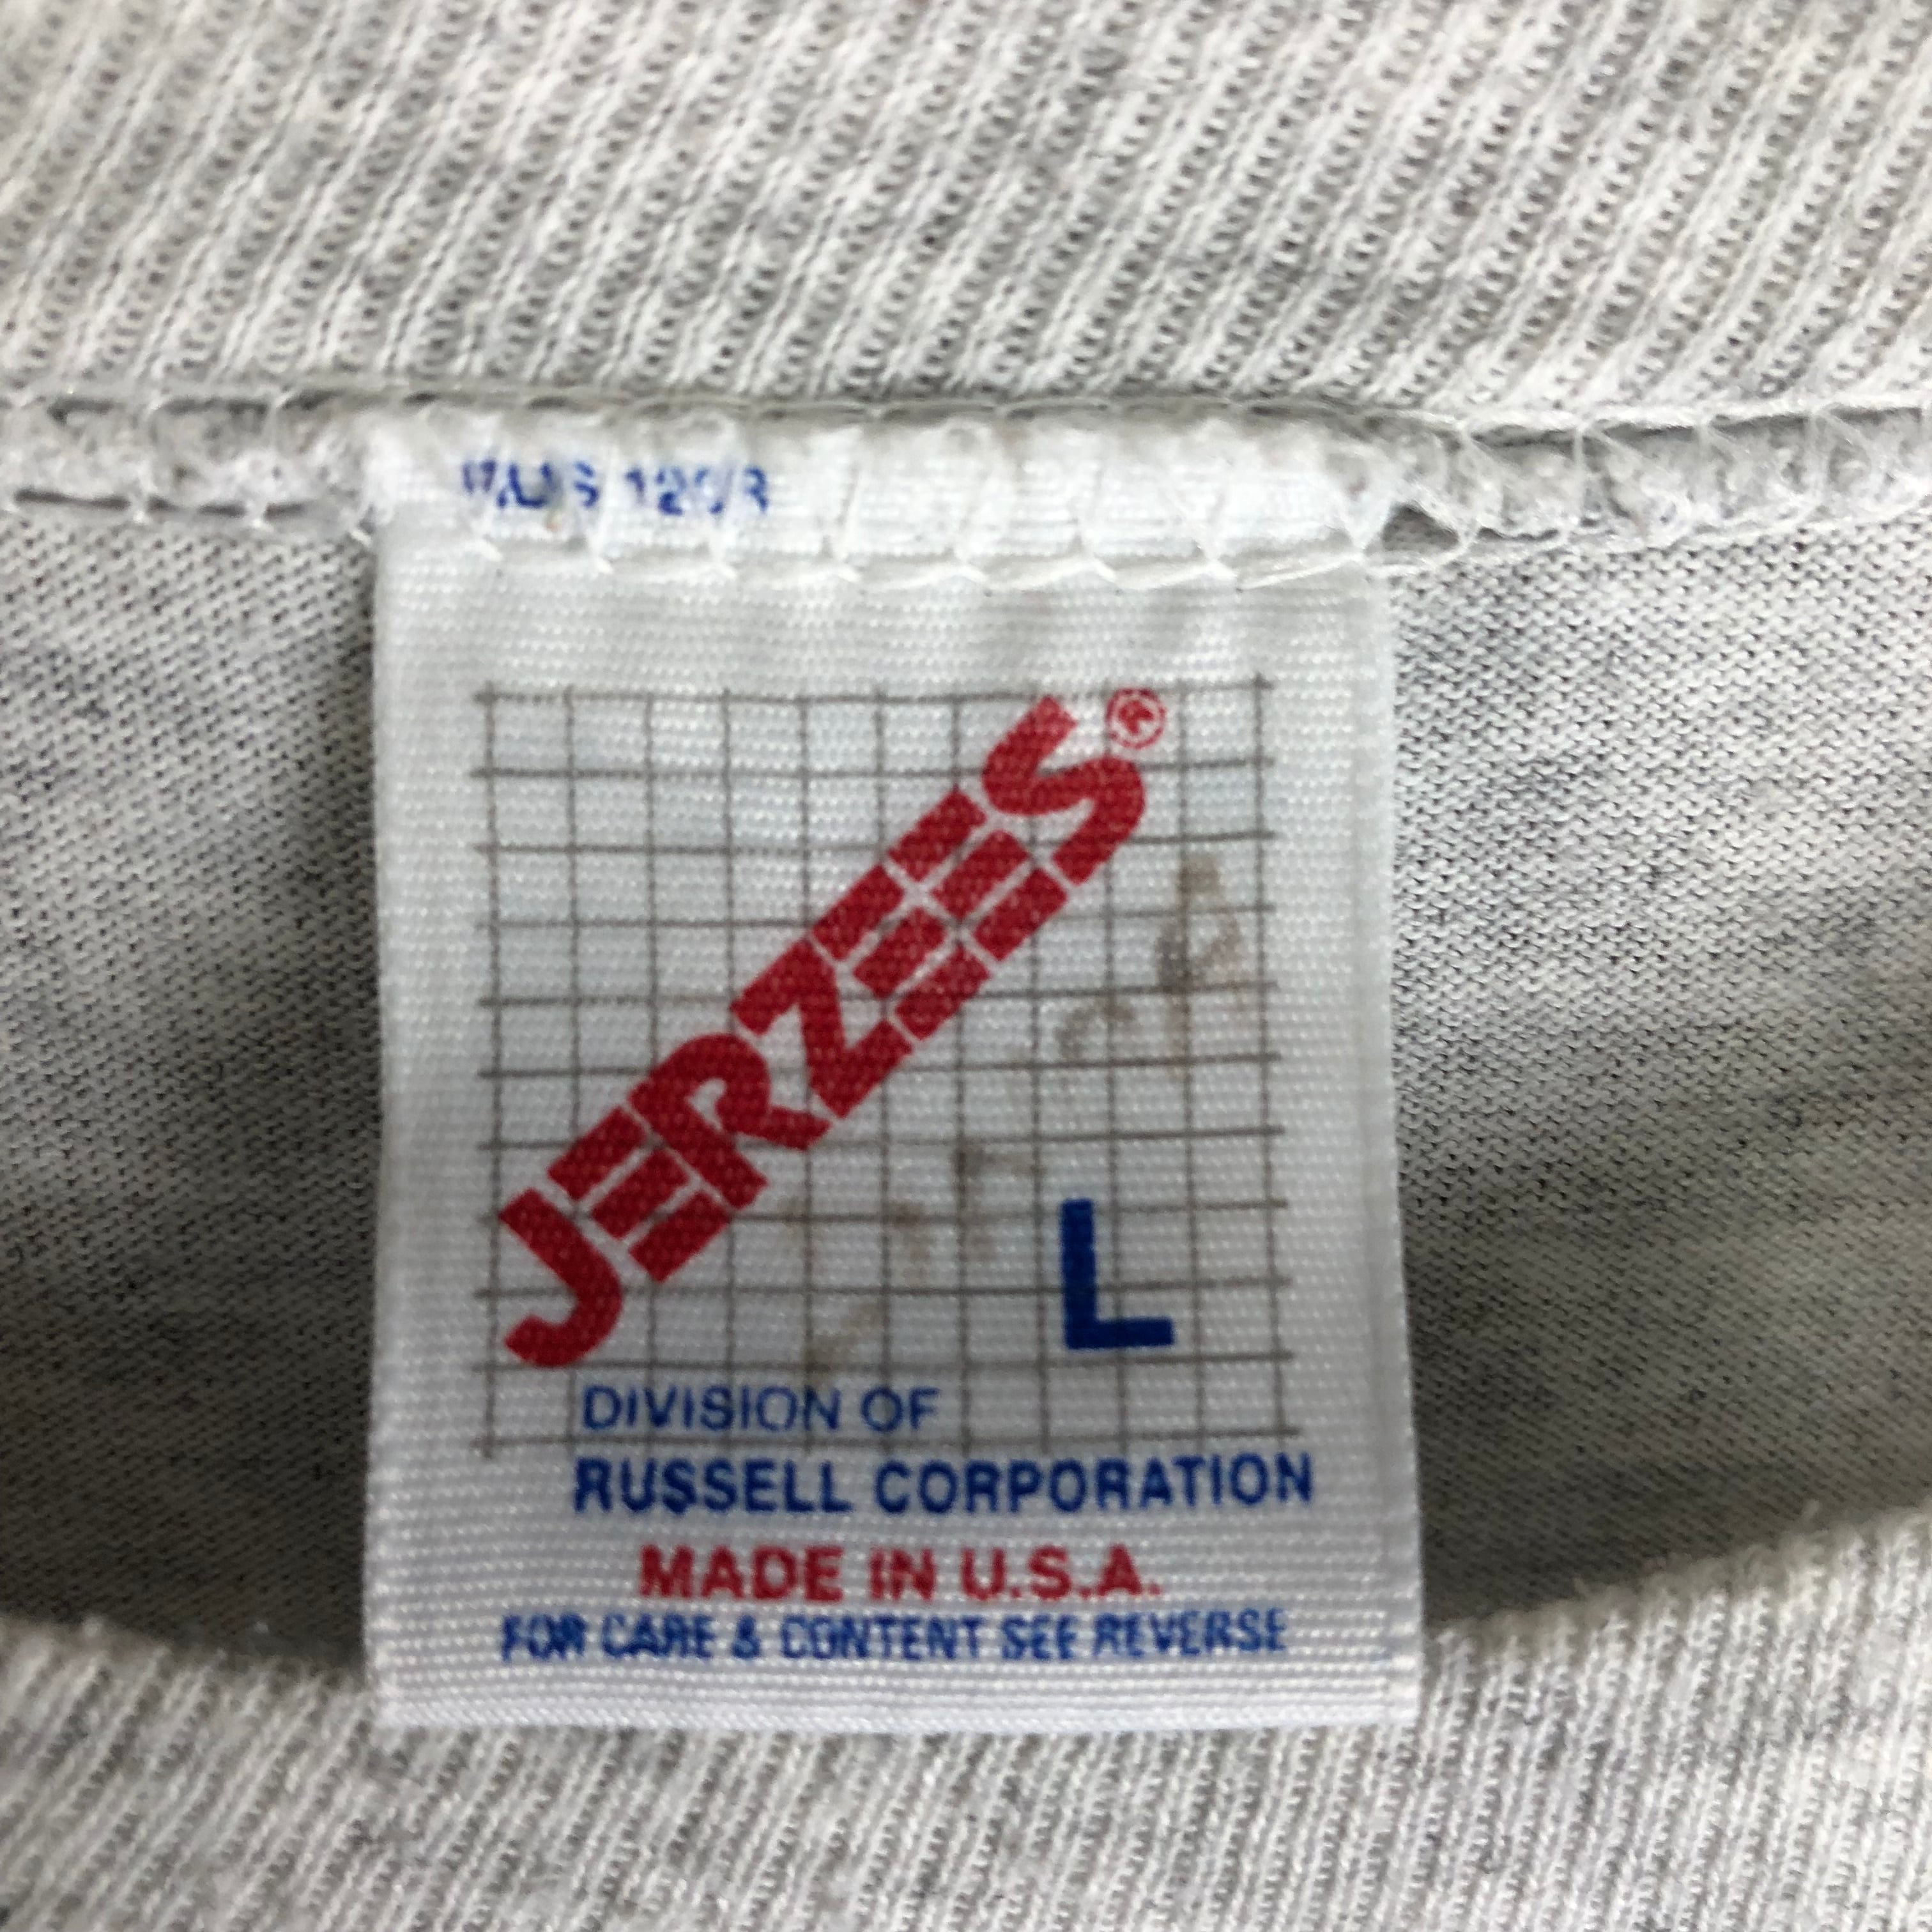 JERZEES®
L
DIVISION OF
RUSSELL CORPORATION
MADE IN U.S.A.
FOR CARE & CONTENT SEE REVERSE